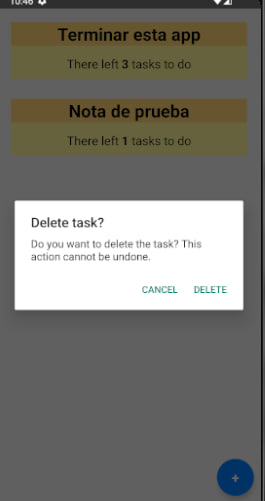 10:46
Terminar esta app
There left 3 tasks to do
Nota de prueba
There left 1 tasks to do
Delete task?
Do you want to delete the task? This
action cannot be undone.
CANCEL DELETE
+